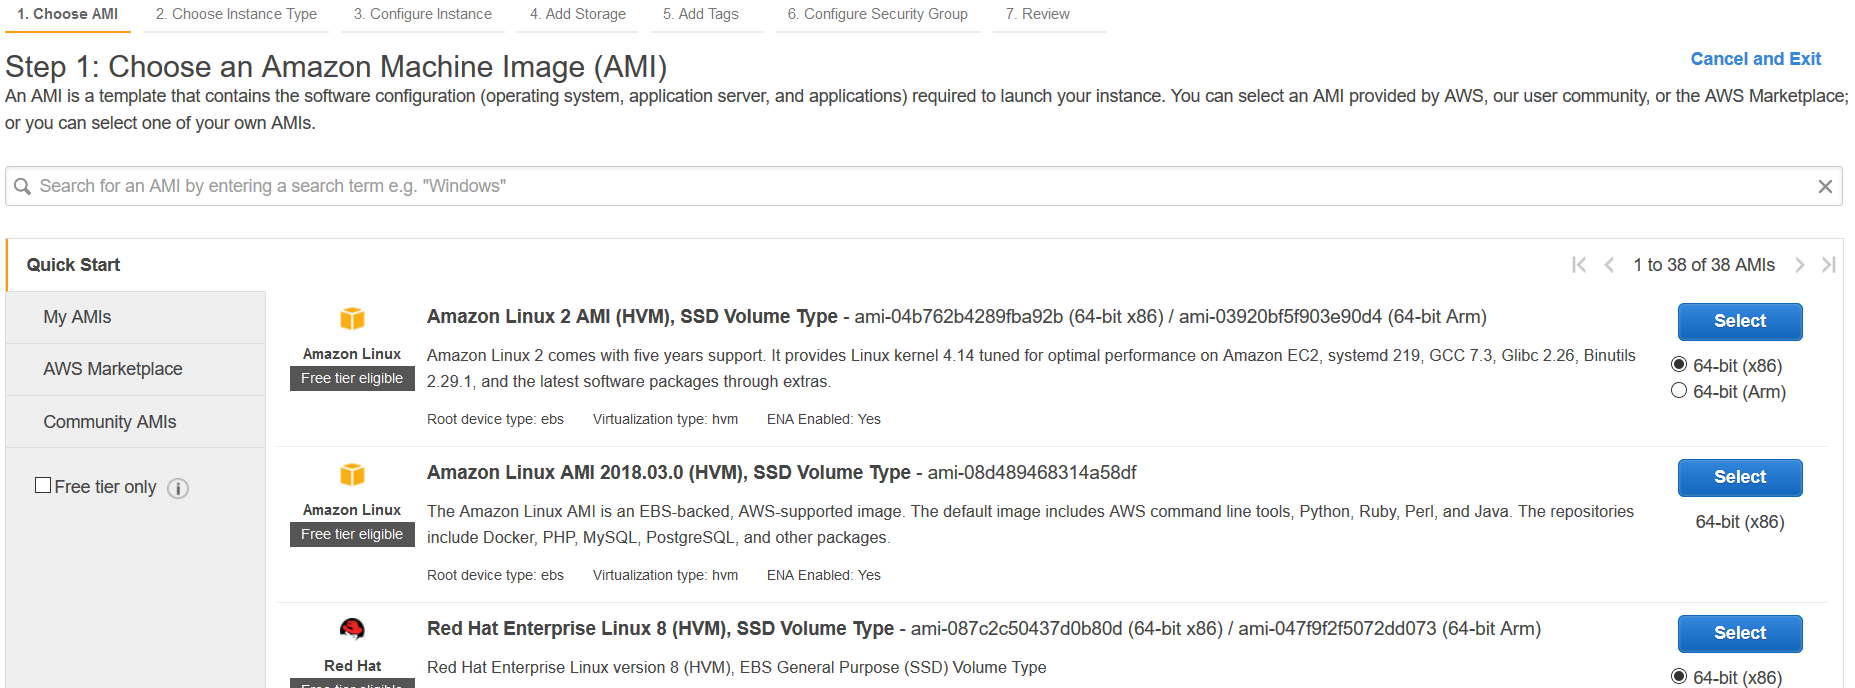 1. Choose AMI 2. Choose Instance Type 3. Configure Instance 4. Add Storage 5. Add Tags 6. Configure Security Group 7. Review
Step 1: Choose an Amazon Machine Image (AMI)
Cancel and Exit
An AMI is a template that contains the software configuration (operating system, application server, and applications) required to launch your instance. You can select an AMI provided by AWS, our user community, or the AWS Marketplace;
or you can select one of your own AMIs.
Search for an AMI by entering a search term e.g. "Windows"
Quick Start
My AMIs
AWS Marketplace
Community AMIs
Free tier only
1 to 38 of 38 AMIs
Amazon Linux
Free tier eligible
Amazon Linux 2 AMI (HVM), SSD Volume Type - ami-04b762b4289fba92b (64-bit x86) / ami-03920bf5f903e90d4 (64-bit Arm)
Amazon Linux 2 comes with five years support. It provides Linux kernel 4.14 tuned for optimal performance on Amazon EC2, systemd 219, GCC 7.3, Glibc 2.26, Binutils
2.29.1, and the latest software packages through extras.
Root device type: ebs Virtualization type: hvm ENA Enabled: Yes
Select
64-bit (x86)
64-bit (Arm)
Amazon Linux
Free tier eligible
Amazon Linux AMI 2018.03.0 (HVM), SSD Volume Type - ami-08d489468314a58df
The Amazon Linux AMI is an EBS-backed, AWS-supported image. The default image includes AWS command line tools, Python, Ruby, Perl, and Java. The repositories
include Docker, PHP, MySQL, PostgreSQL, and other packages.
Root device type: ebs Virtualization type: hvm ENA Enabled: Yes
Select
64-bit (x86)
Red Hat
Free tier eligible
Red Hat Enterprise Linux 8 (HVM), SSD Volume Type - ami-087c2c50437d0b80d (64-bit x86) / ami-047f9f2f5072dd073 (64-bit Arm)
Red Hat Enterprise Linux version 8 (HVM), EBS General Purpose (SSD) Volume Type
Select
64-bit (x86)